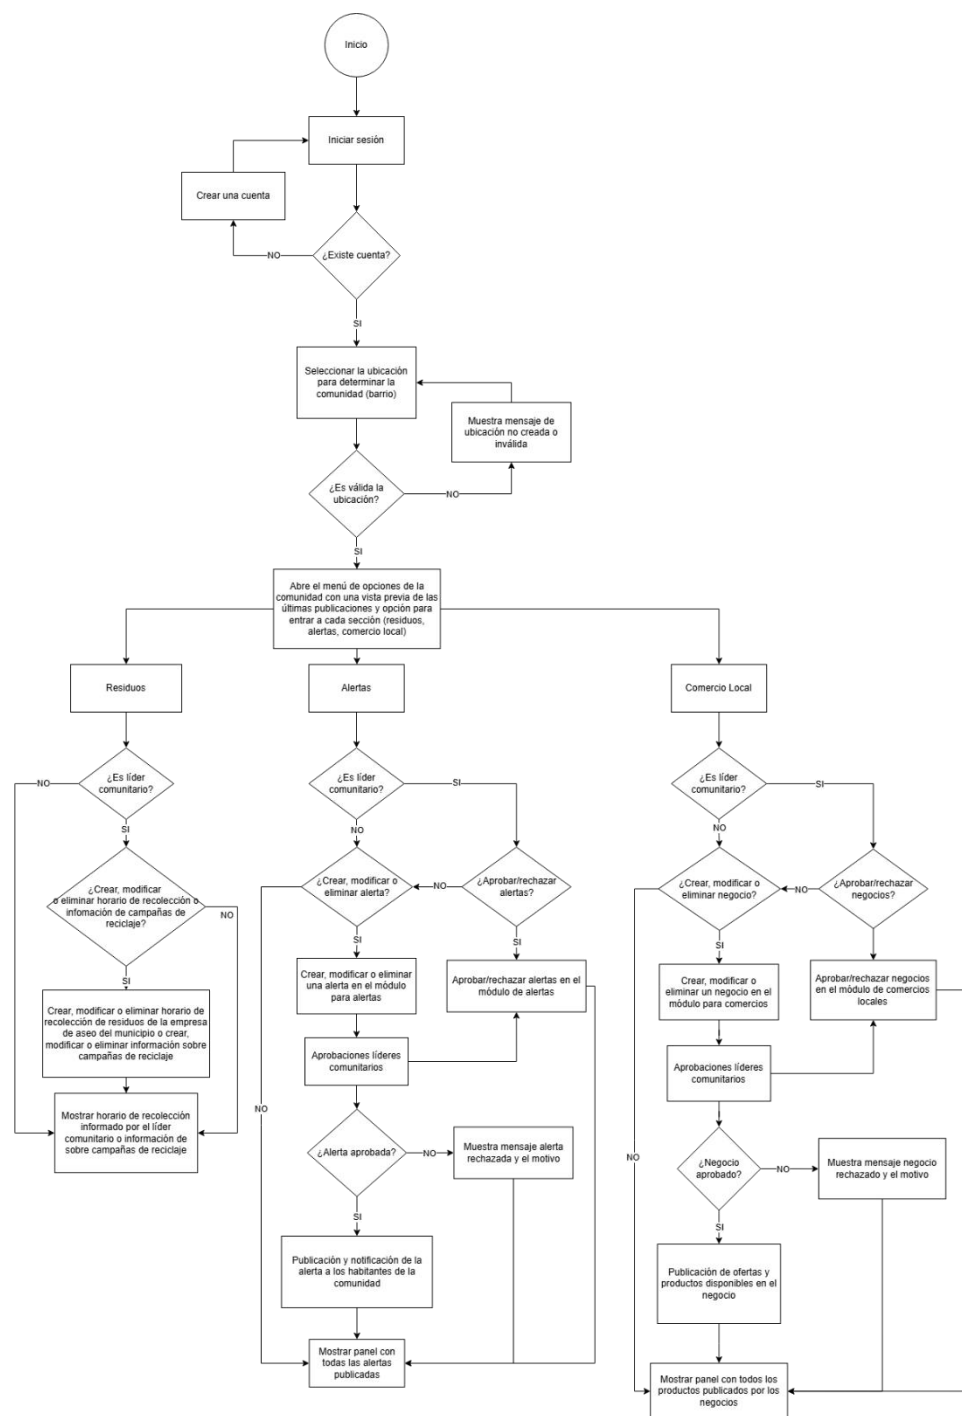 Inicio
Iniciar sesión
Crear una cuenta
¿Existe cuenta?
NO
SI
Seleccionar la ubicación
para determinar la
comunidad (barrio)
Muestra mensaje de
ubicación no creada o
inválida
¿Es válida la
ubicación?
NO
SI
Abre el menú de opciones de la
comunidad con una vista previa de las
últimas publicaciones y opción para
entrar a cada sección (residuos,
alertas, comercio local)
Residuos
Alertas
Comercio Local
¿Es líder
comunitario?
NO
SI
¿Crear, modificar
o eliminar horario de recolección o
infomación de campañas de
reciclaje?
NO
SI
Crear, modificar o eliminar horario de
recolección de residuos de la empresa
de aseo del municipio o crear,
modificar o eliminar información sobre
campañas de reciclaje
Mostrar horario de recolección
informado por el líder
comunitario o información de
sobre campañas de reciclaje
¿Es líder
comunitario?
SI
NO
¿Crear, modificar o
eliminar alerta?
NO
¿Aprobar/rechazar
alertas?
SI
SI
Crear, modificar o eliminar
una alerta en el módulo
para alertas
Aprobar/rechazar alertas en el
módulo de alertas
Aprobaciones líderes
comunitarios
NO
¿Alerta aprobada?
NO
Muestra mensaje alerta
rechazada y el motivo
SI
Publicación y notificación de la
alerta a los habitantes de la
comunidad
Mostrar panel con
todas las alertas
publicadas
¿Es líder
comunitario?
SI
NO
¿Crear, modificar o
eliminar negocio?
NO
¿Aprobar/rechazar
negocios?
SI
SI
Crear, modificar o
eliminar un negocio en el
módulo para comercios
Aprobar/rechazar negocios
en el módulo de comercios
locales
Aprobaciones líderes
comunitarios
NO
¿Negocio
aprobado?
NO
Muestra mensaje negocio
rechazado y el motivo
SI
Publicación de ofertas y
productos disponibles en el
negocio
Mostrar panel con todos los
productos publicados por los
negocios